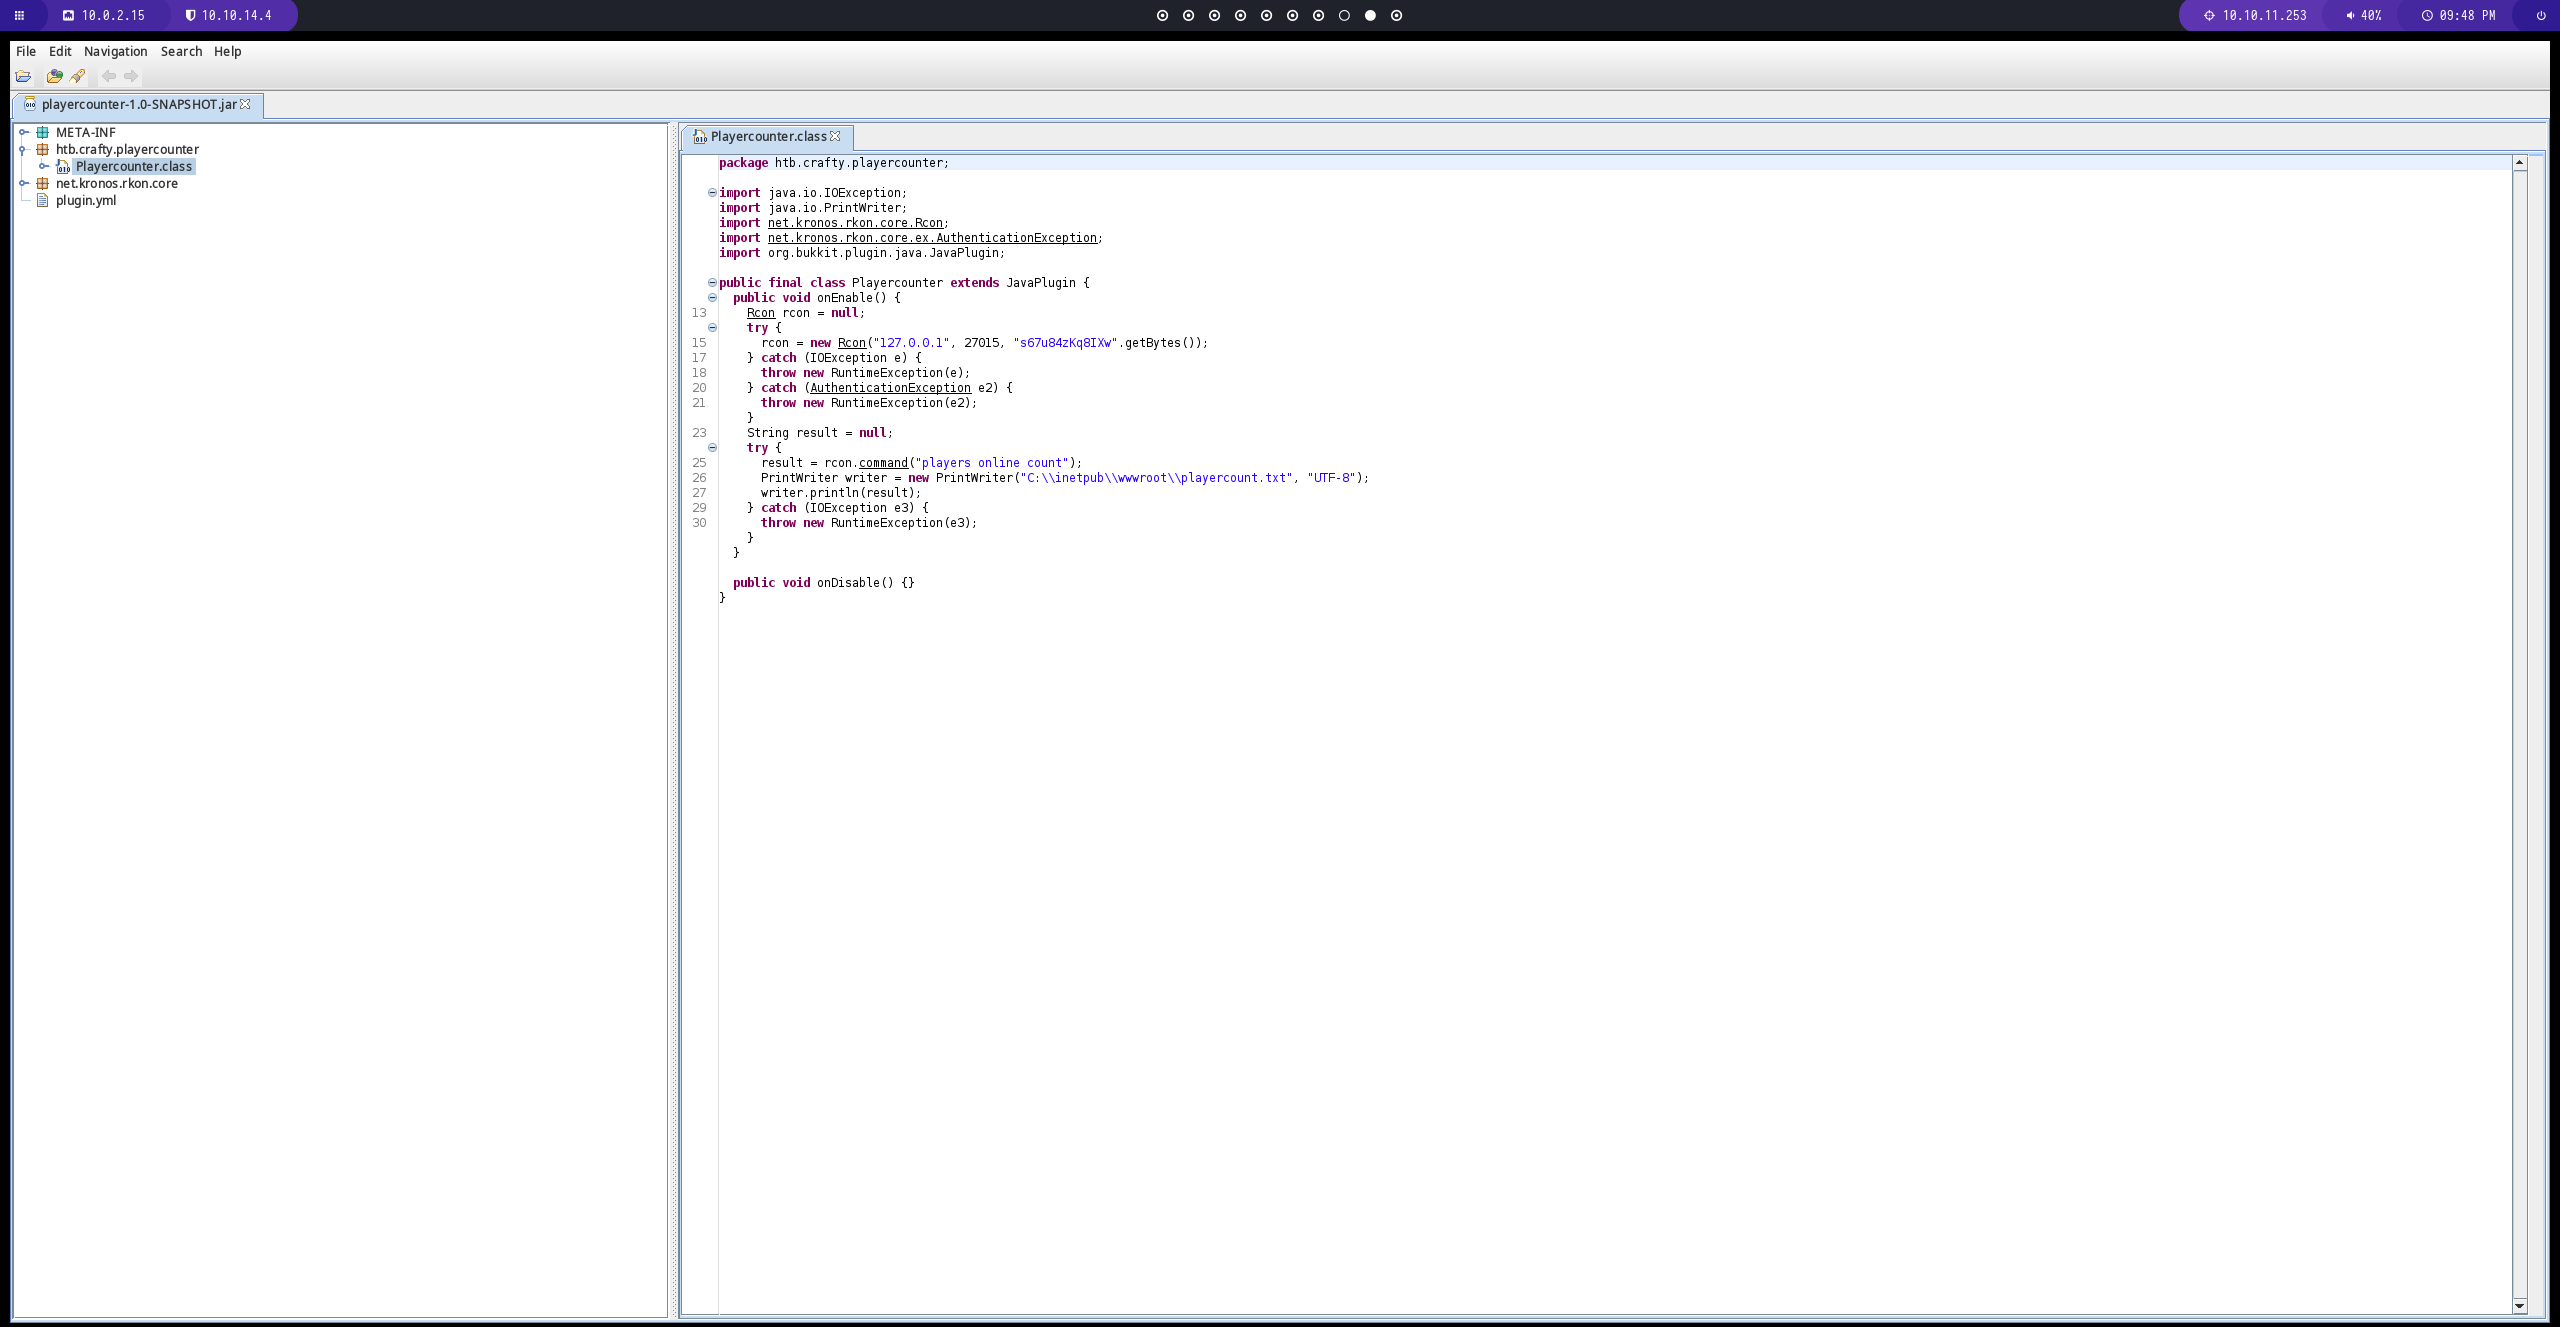 10.0.2.15 10.10.14.4 10.10.11.253 40% 09:48 PM
File Edit Navigation Search Help
playercounter-1.0-SNAPSHOT.jar
META-INF
htb.crafty.playercounter
Playercounter.class
net.kronos.rkon.core
plugin.yml
Playercounter.class
package htb.crafty.playercounter;
import java.io.IOException;
import java.io.PrintWriter;
import net.kronos.rkon.core.Rcon;
import net.kronos.rkon.core.ex.AuthenticationException;
import org.bukkit.plugin.java.JavaPlugin;
public final class Playercounter extends JavaPlugin {
public void onEnable() {
13 Rcon rcon = null;
try {
15 rcon = new Rcon("127.0.0.1", 27015, "s67u84zKq8IXw".getBytes());
17 } catch (IOException e) {
18 throw new RuntimeException(e);
20 } catch (AuthenticationException e2) {
21 throw new RuntimeException(e2);
}
23 String result = null;
try {
25 result = rcon.command("players online count");
26 PrintWriter writer = new PrintWriter("C:\\inetpub\\wwwroot\\playercount.txt", "UTF-8");
27 writer.println(result);
29 } catch (IOException e3) {
30 throw new RuntimeException(e3);
}
}
public void onDisable() {}
}